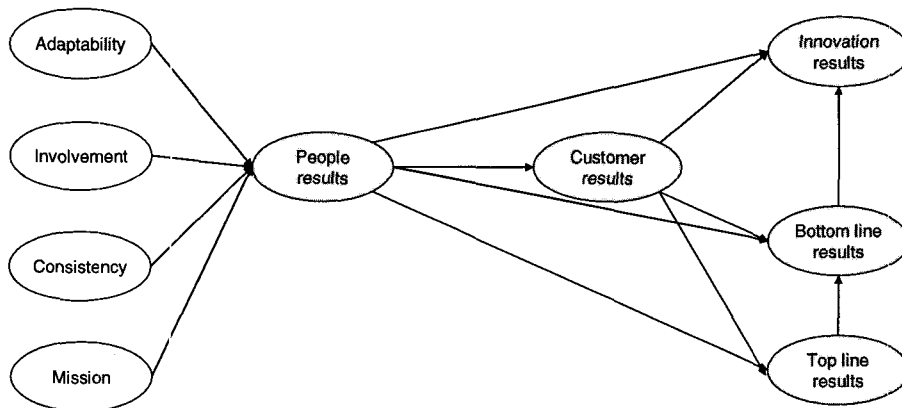 Adaptability
Involvement
Consistency
Mission
People
results
Customer
results
Innovation
results
Bottom line
results
Top line
results